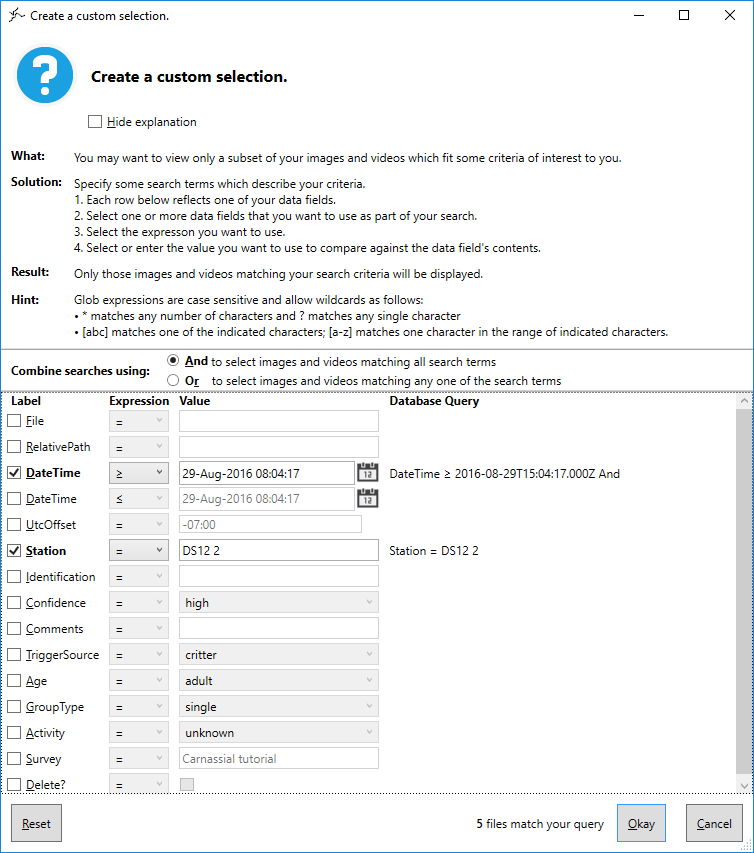 Create a custom selection.
Create a custom selection.
Hide explanation
What: You may want to view only a subset of your images and videos which fit some criteria of interest to you.
Solution: Specify some search terms which describe your criteria.
1. Each row below reflects one of your data fields.
2. Select one or more data fields that you want to use as part of your search.
3. Select the expresson you want to use.
4. Select or enter the value you want to use to compare against the data field's contents.
Result: Only those images and videos matching your search criteria will be displayed.
Hint: Glob expressions are case sensitive and allow wildcards as follows:
• * matches any number of characters and ? matches any single character
• [abc] matches one of the indicated characters; [a-z] matches one character in the range of indicated characters.
Combine searches using: And to select images and videos matching all search terms
Or to select images and videos matching any one of the search terms
Label Expression Value Database Query
File =
RelativePath =
DateTime ≥ 29-Aug-2016 08:04:17 12 DateTime ≥ 2016-08-29T15:04:17.000Z And
DateTime ≤ 29-Aug-2016 08:04:17 12
UtcOffset = -07:00
Station = DS12 2 Station = DS12 2
Identification =
Confidence = high
Comments =
TriggerSource = critter
Age = adult
GroupType = single
Activity = unknown
Survey = Carnassial tutorial
Delete? =
Reset 5 files match your query Okay Cancel